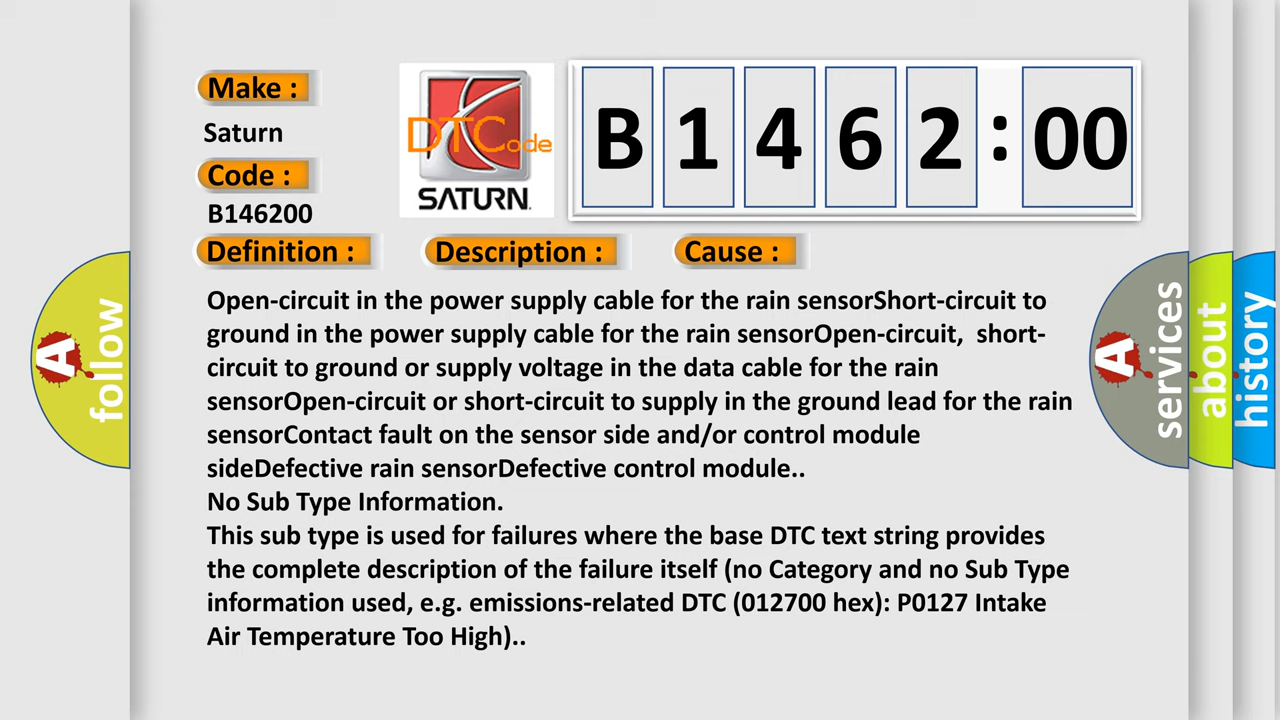 Make :
Saturn
Code :
B146200
DTCode
SATURN
B1462:00
Definition :
Description :
Cause :
Open-circuit in the power supply cable for the rain sensorShort-circuit to
ground in the power supply cable for the rain sensorOpen-circuit, short-
circuit to ground or supply voltage in the data cable for the rain
sensorOpen-circuit or short-circuit to supply in the ground lead for the rain
sensorContact fault on the sensor side and/or control module
sideDefective rain sensorDefective control module..
No Sub Type Information.
This sub type is used for failures where the base DTC text string provides
the complete description of the failure itself (no Category and no Sub Type
information used, e.g. emissions-related DTC (012700 hex): P0127 Intake
Air Temperature Too High)..
A follow
A services
about
history